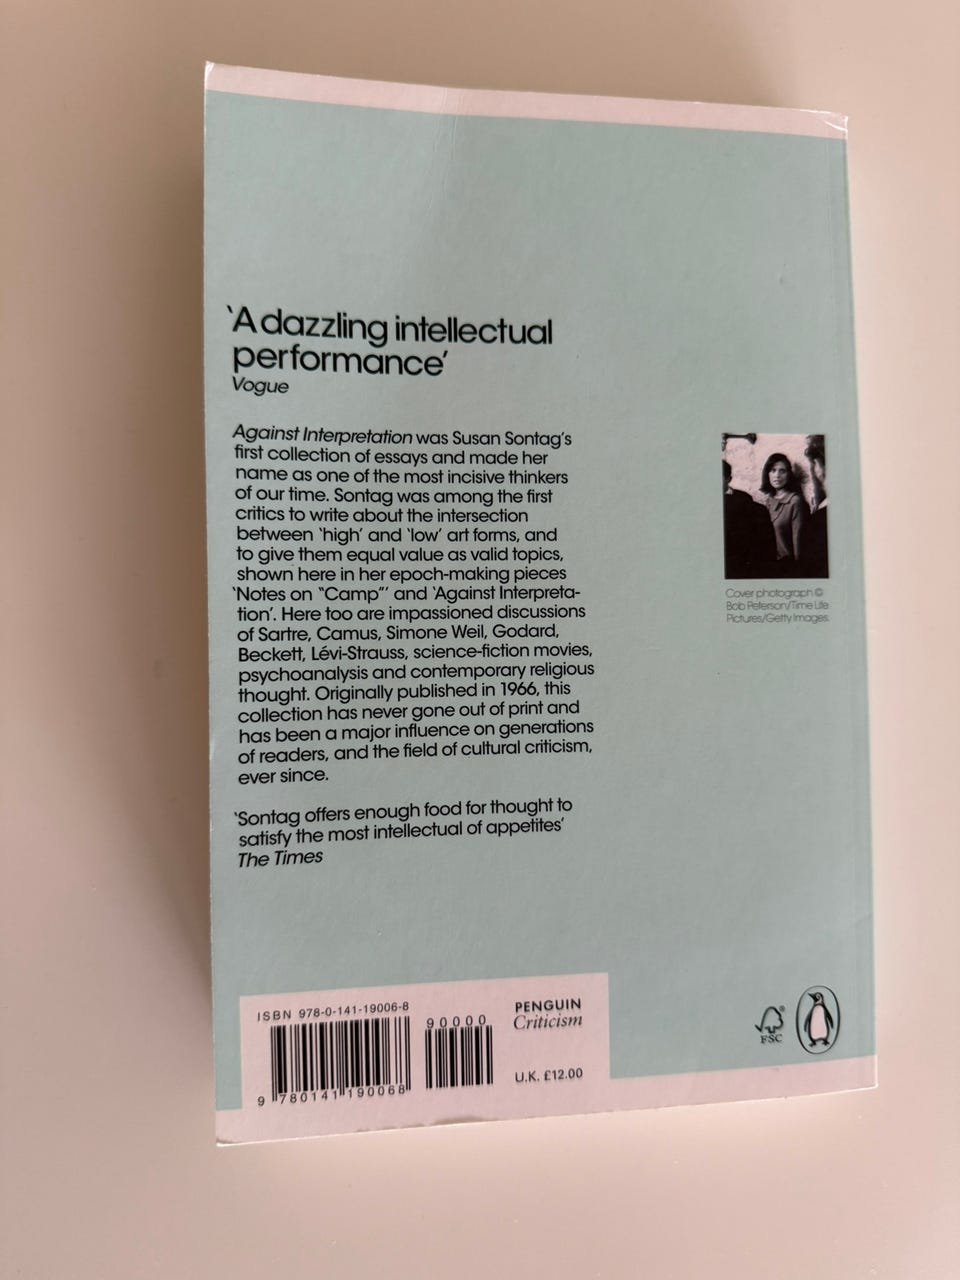 ‘A dazzling intellectual
performance’
Vogue
Against Interpretation was Susan Sontag’s
first collection of essays and made her
name as one of the most incisive thinkers
of our time. Sontag was among the first
critics to write about the intersection
between ‘high’ and ‘low’ art forms, and
to give them equal value as valid topics,
shown here in her epoch-making pieces
‘Notes on “Camp”’ and ‘Against Interpreta-
tion’. Here too are impassioned discussions
of Sartre, Camus, Simone Weil, Godard,
Beckett, Lévi-Strauss, science-fiction movies,
psychoanalysis and contemporary religious
thought. Originally published in 1966, this
collection has never gone out of print and
has been a major influence on generations
of readers, and the field of cultural criticism,
ever since.
‘Sontag offers enough food for thought to
satisfy the most intellectual of appetites’
The Times
Cover photograph ©
Bob Peterson/Time Life
Pictures/Getty Images.
ISBN 978-0-141-19006-8
90000
9 780141 190068
PENGUIN
Criticism
U.K. £12.00
FSC